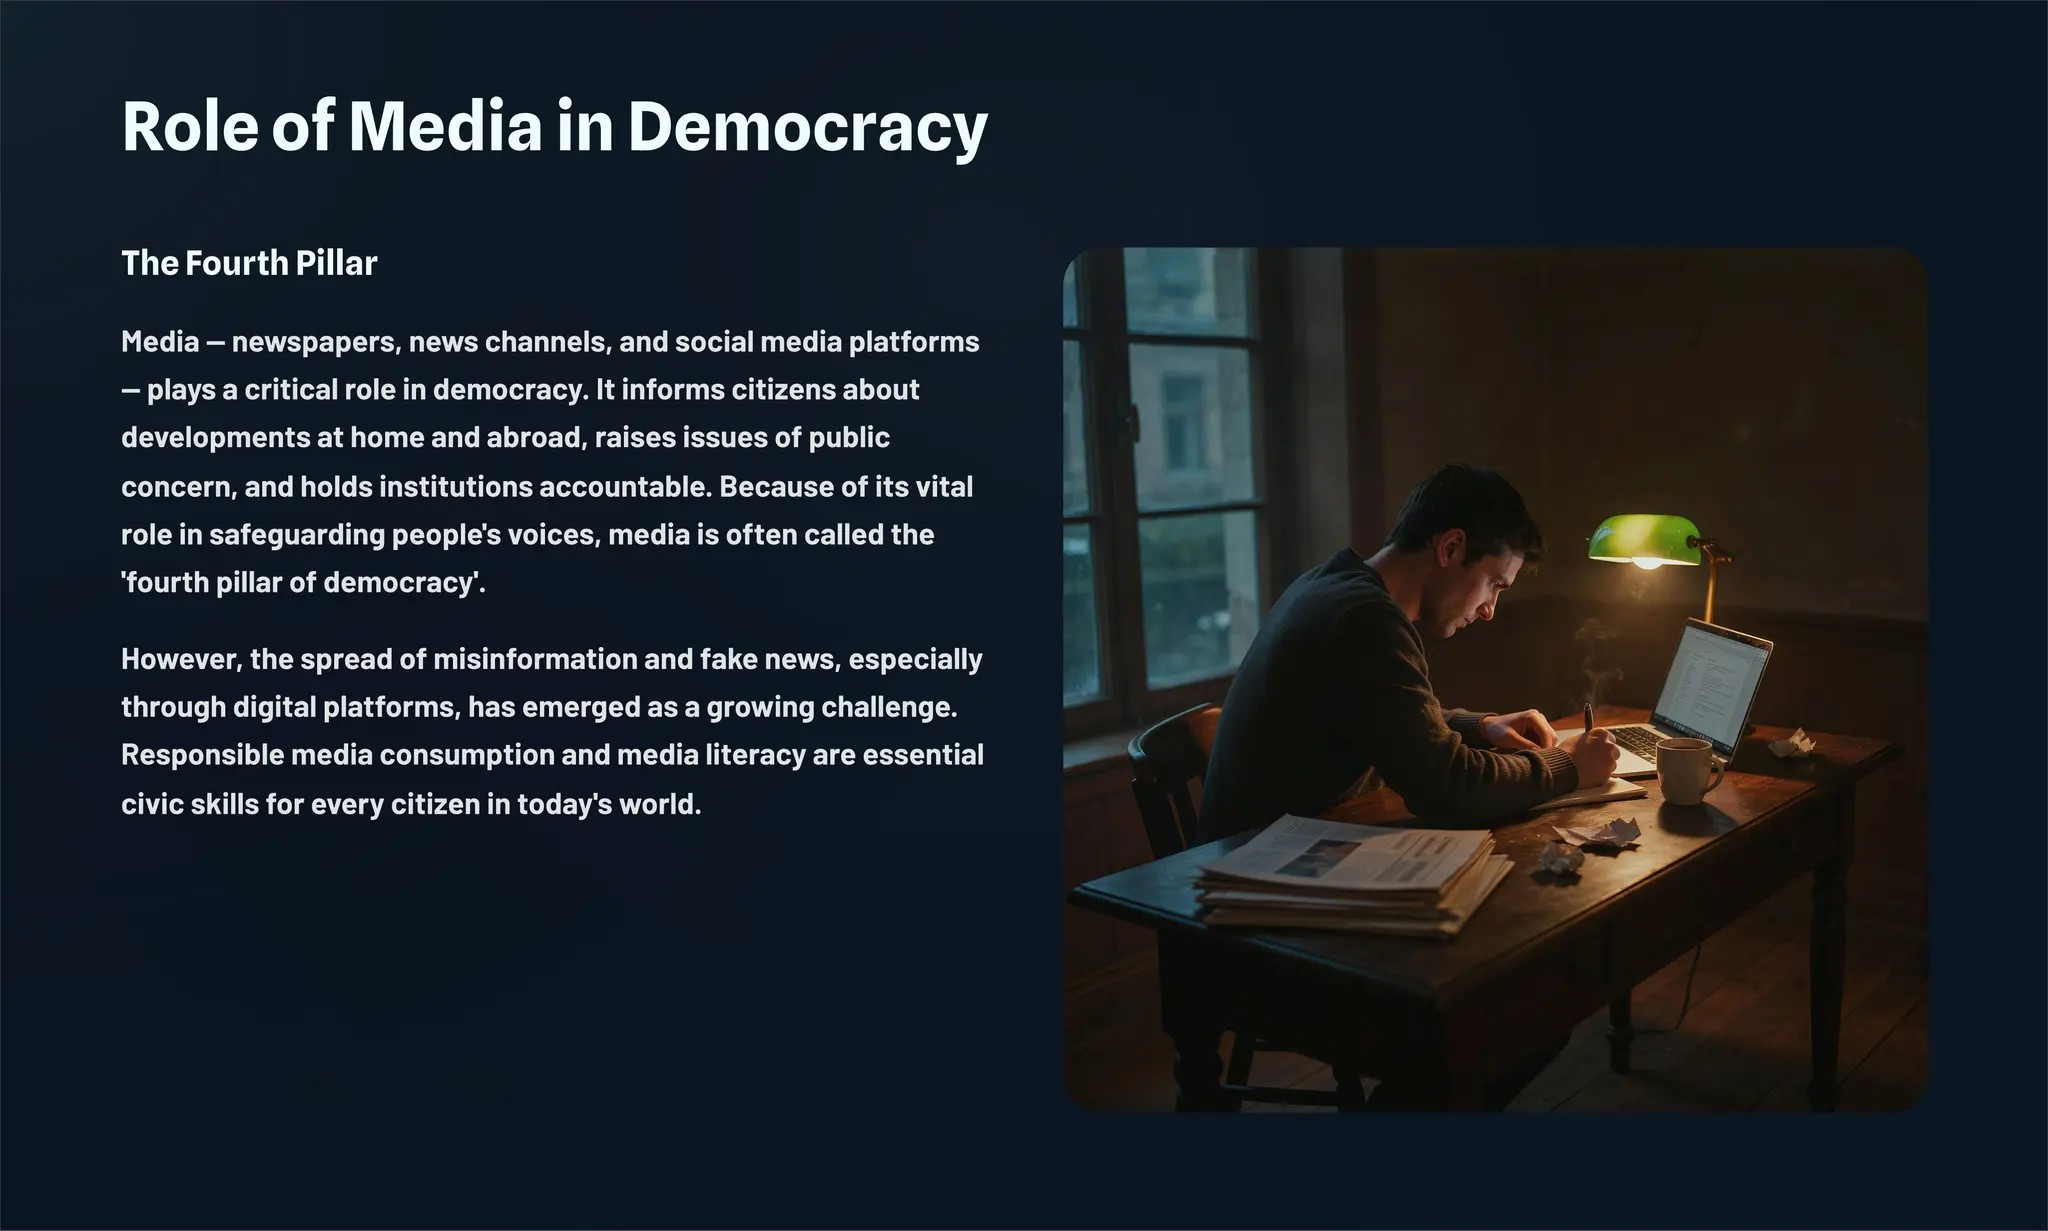 Role of Media in Democracy
The Fourth Pillar
Media — newspapers, news channels, and social media platforms
— plays a critical role in democracy. It informs citizens about
developments at home and abroad, raises issues of public
concern, and holds institutions accountable. Because of its vital
role in safeguarding people's voices, media is often called the
'fourth pillar of democracy'.
However, the spread of misinformation and fake news, especially
through digital platforms, has emerged as a growing challenge.
Responsible media consumption and media literacy are essential
civic skills for every citizen in today's world.